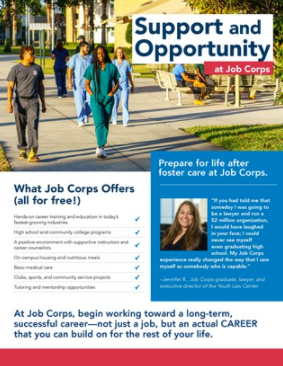 Support and
Opportunity
at Job Corps
Prepare for life after
foster care at Job Corps.
What Job Corps Offers
(all for free!)
Hands-on career training and education in today's
fastest-growing industries
High school and community college programs
A positive environment with supportive instructors and
career counselors
On-campus housing and nutritious meals
Basic medical care
Clubs, sports, and community service projects
Tutoring and mentorship opportunities
"If you had told me that
someday I was going to
be a lawyer and run a
$2 million organization,
I would have laughed
in your face; I could
never see myself
even graduating high
school. My Job Corps
experience really changed the way that I saw
myself as somebody who is capable."
–Jennifer R., Job Corps graduate, lawyer, and
executive director of the Youth Law Center
At Job Corps, begin working toward a long-term,
successful career—not just a job, but an actual CAREER
that you can build on for the rest of your life.